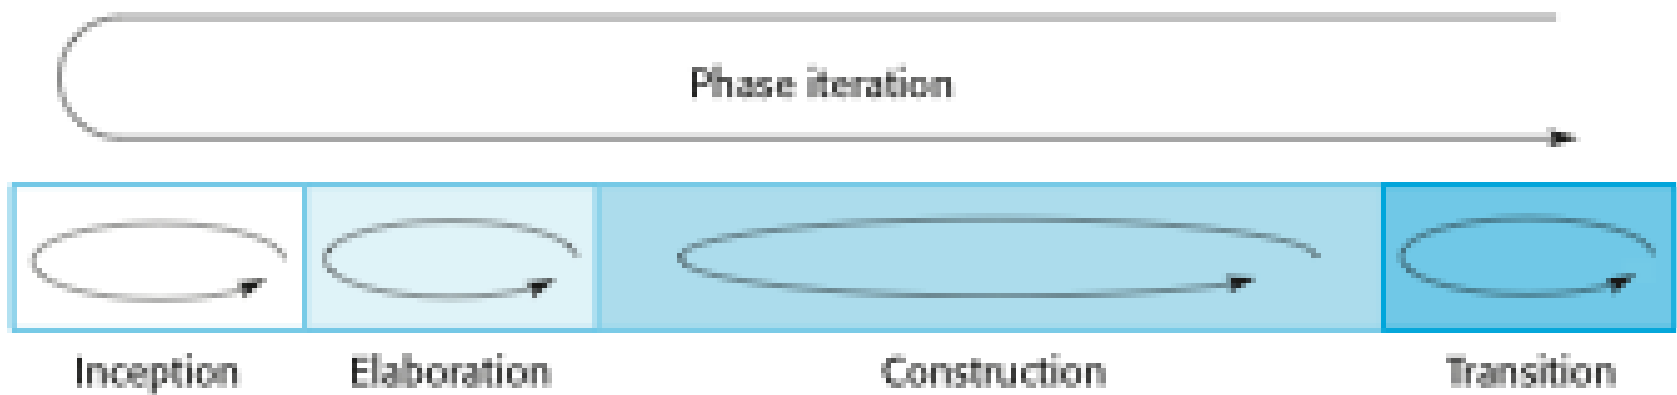 Phase iteration
Inception Elaboration Construction Transition